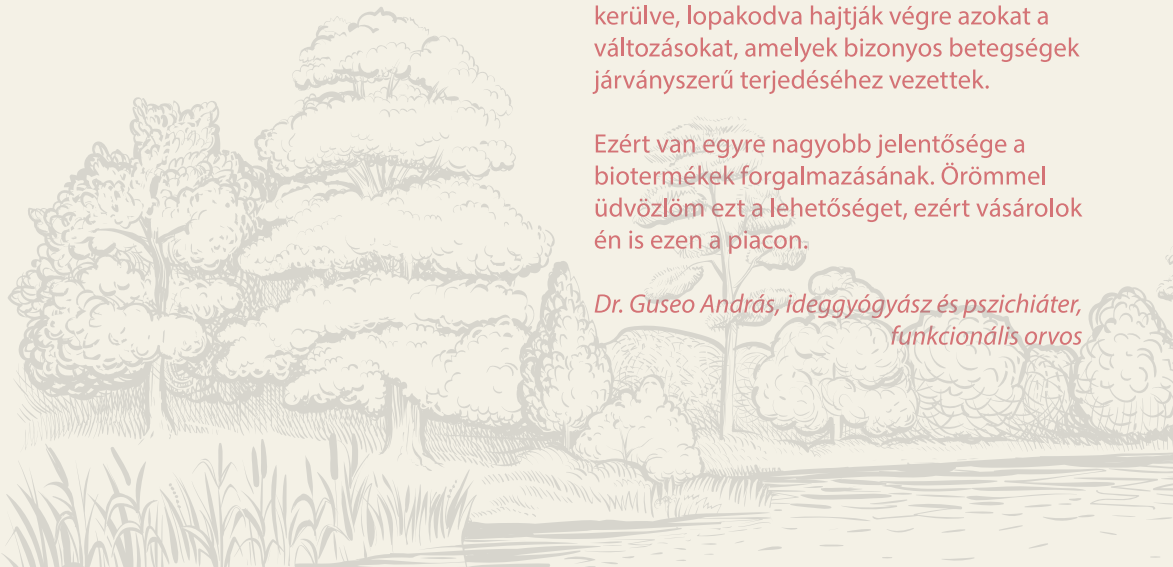 kerülve, lopakodva hajtják végre azokat a
változásokat, amelyek bizonyos betegségek
járványszerű terjedéséhez vezettek.
Ezért van egyre nagyobb jelentősége a
biotermékek forgalmazásának. Örömmel
üdvözlöm ezt a lehetőséget, ezért vásárolok
én is ezen a piacon.
Dr. Guseo András, ideggyógyász és pszichiáter,
funkcionális orvos